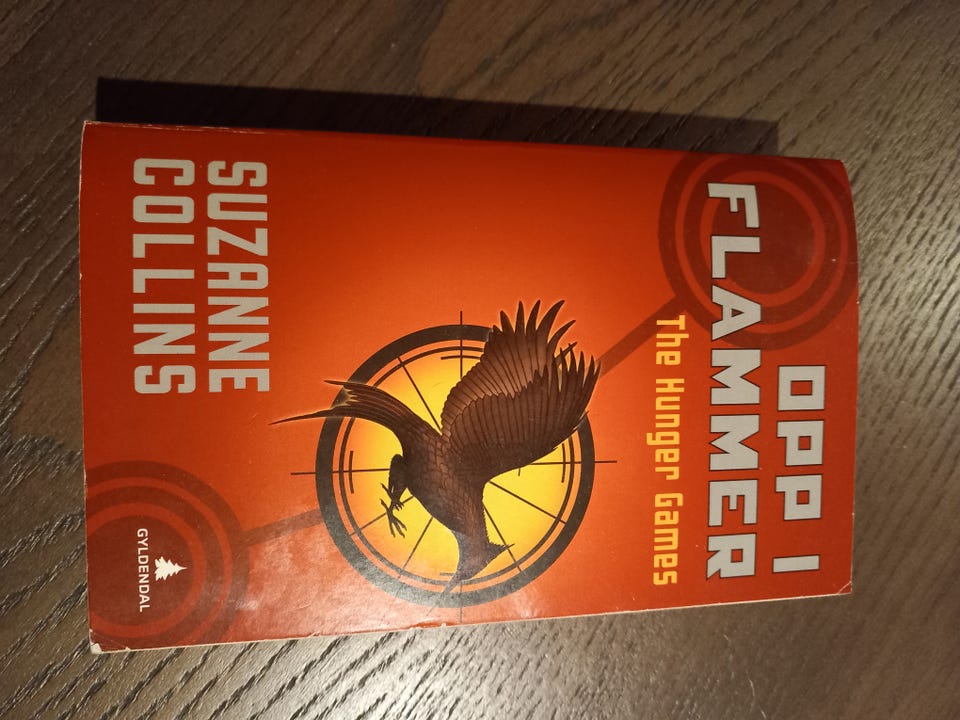 OPP I
FLAMMER
The Hunger Games
SUZANNE
COLLINS
GYLDENDAL